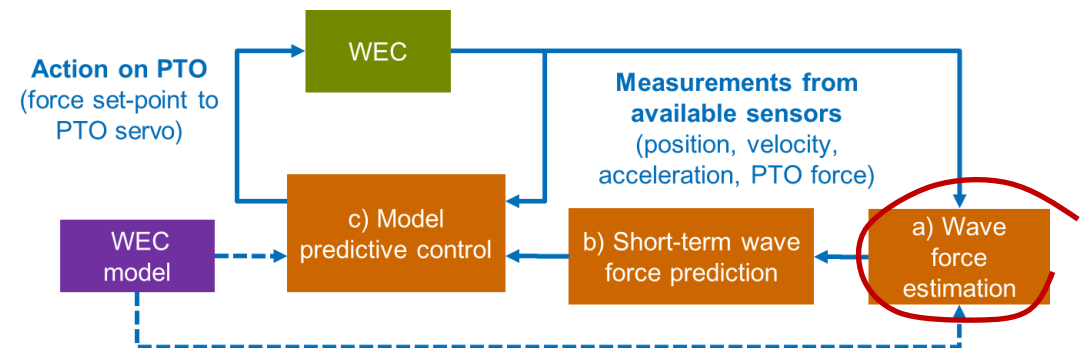 WEC
Action on PTO
(force set-point to
PTO servo)
Measurements from
available sensors
(position, velocity,
acceleration, PTO force)
WEC
model
c) Model
predictive control
b) Short-term wave
force prediction
a) Wave
force
estimation